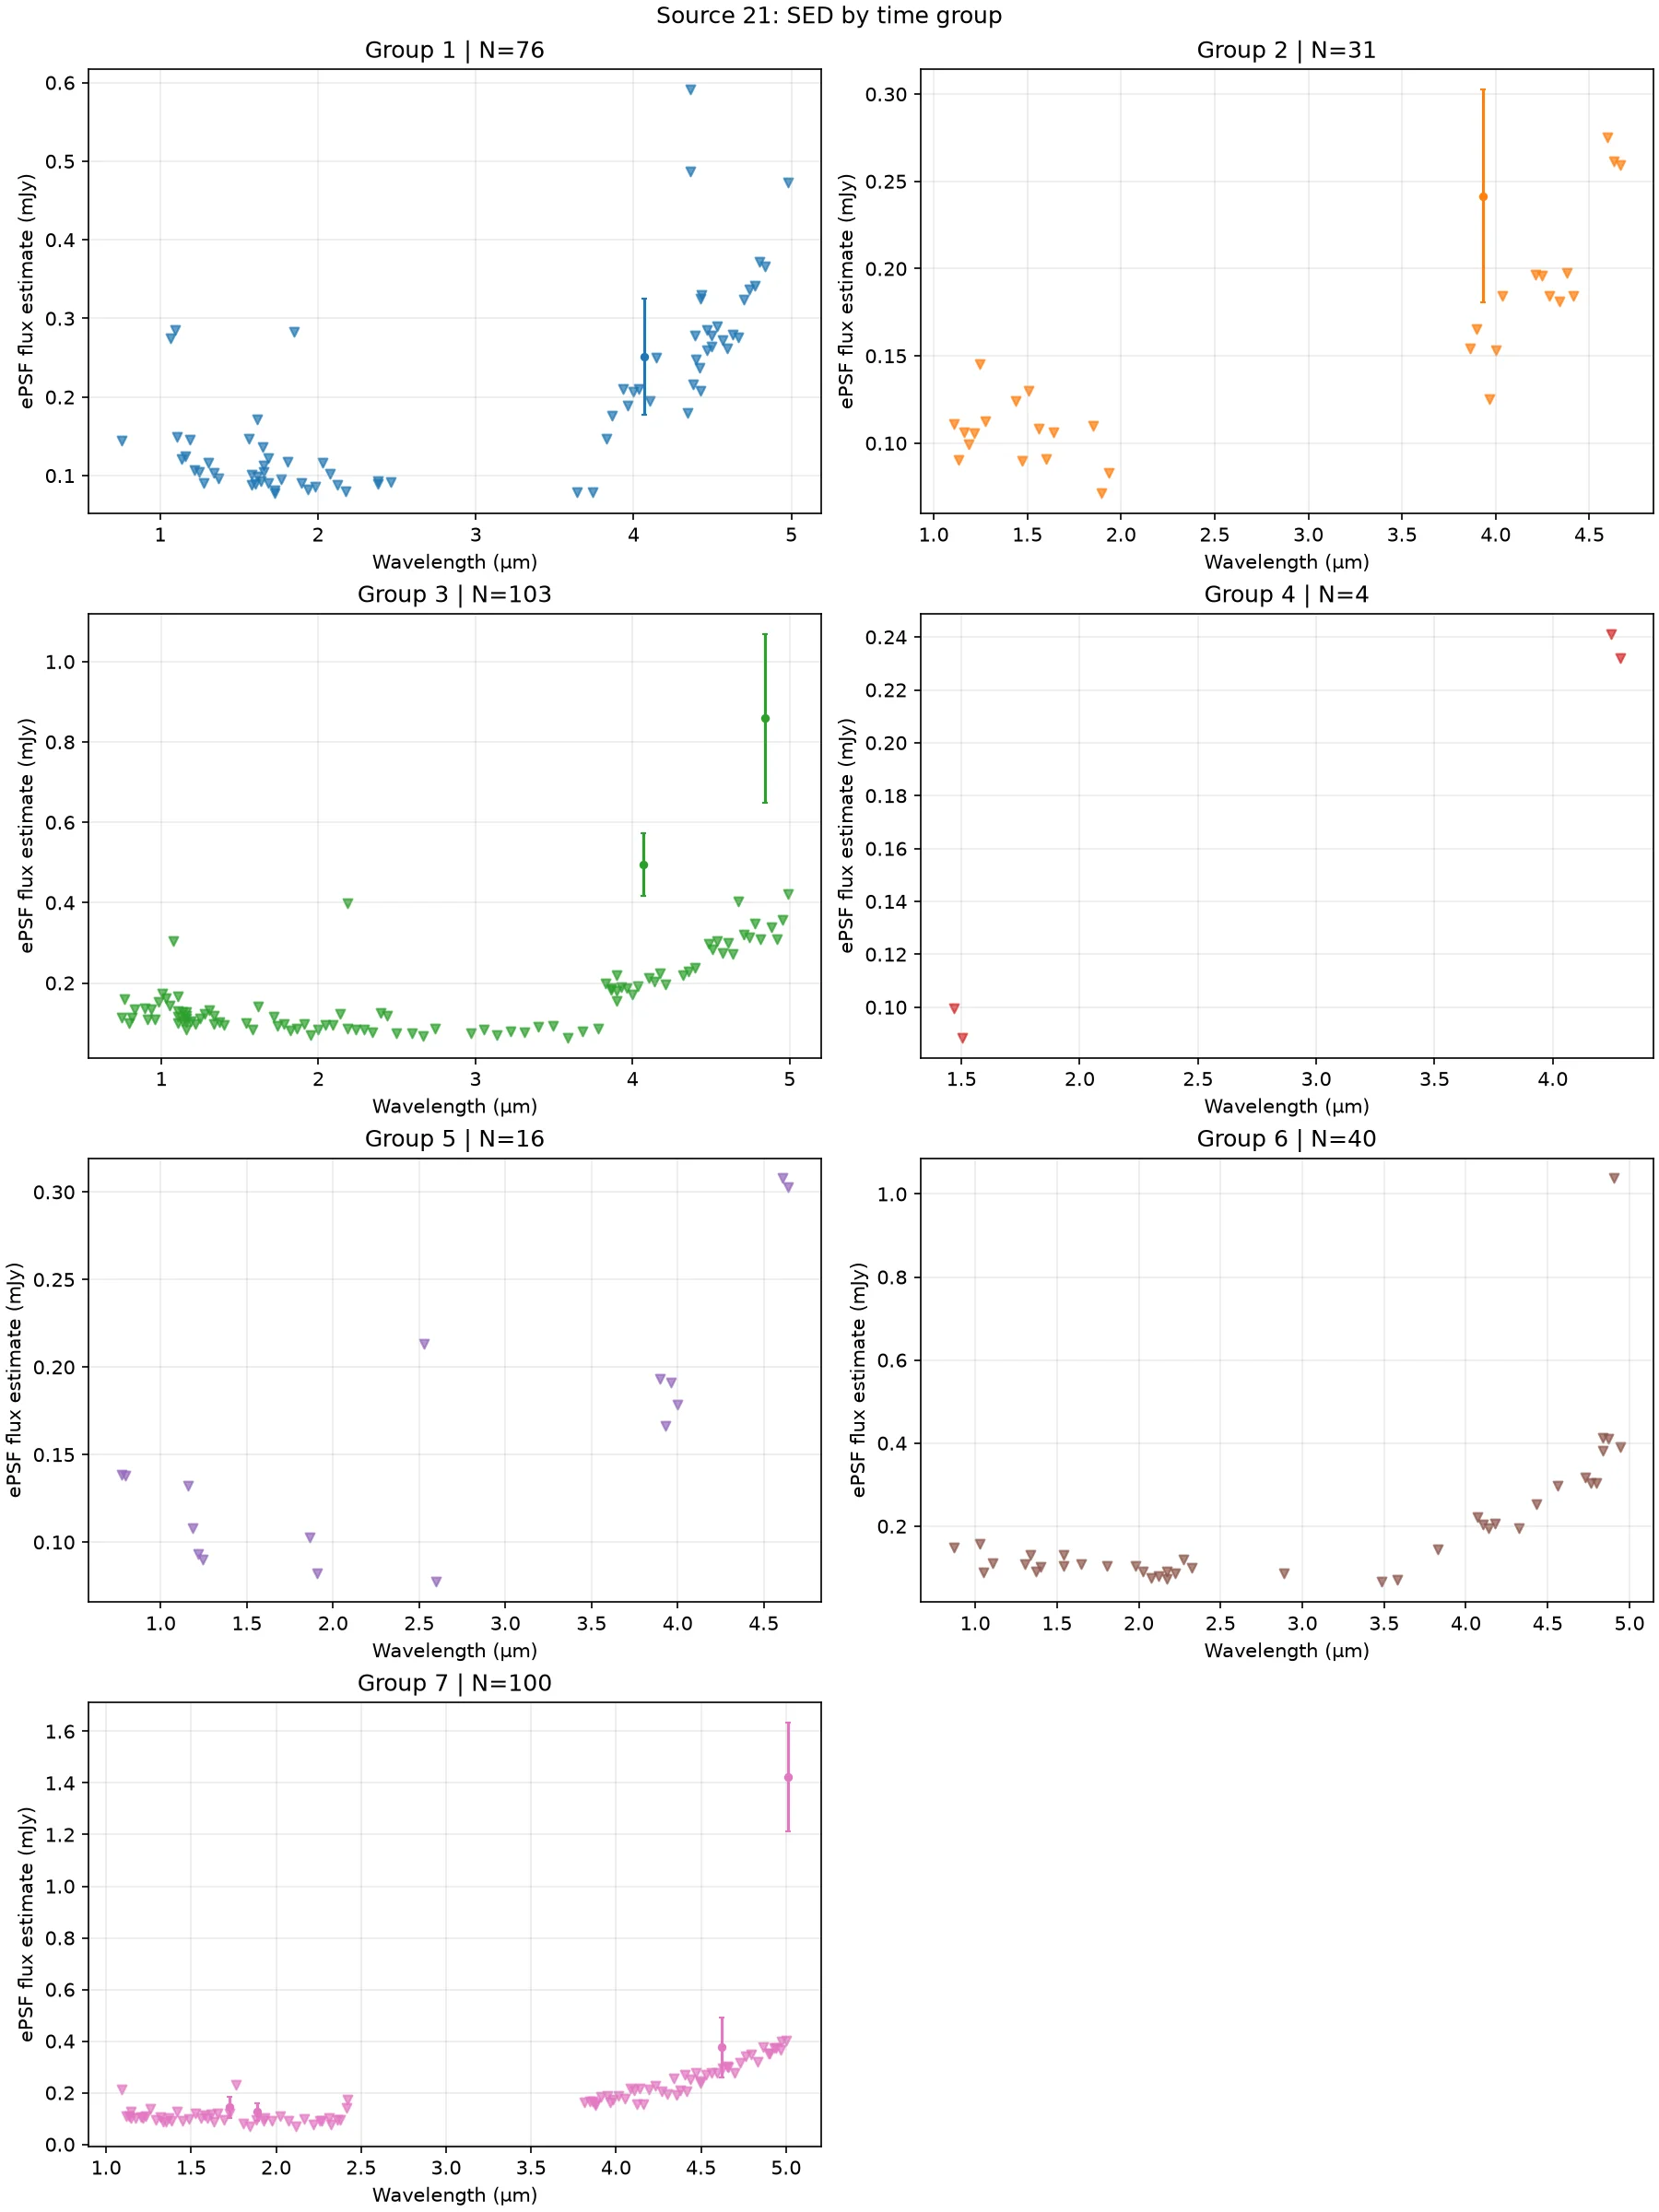 Source 21: SED by time group
Group 1 | N=76
ePSF flux estimate (mJy)
0.6
0.5
0.4
0.3
0.2
0.1
1 2 3 4 5
Wavelength (μm)
Group 2 | N=31
ePSF flux estimate (mJy)
0.30
0.25
0.20
0.15
0.10
1.0 1.5 2.0 2.5 3.0 3.5 4.0 4.5
Wavelength (μm)
Group 3 | N=103
ePSF flux estimate (mJy)
1.0
0.8
0.6
0.4
0.2
1 2 3 4 5
Wavelength (μm)
Group 4 | N=4
ePSF flux estimate (mJy)
0.24
0.22
0.20
0.18
0.16
0.14
0.12
0.10
1.5 2.0 2.5 3.0 3.5 4.0
Wavelength (μm)
Group 5 | N=16
ePSF flux estimate (mJy)
0.30
0.25
0.20
0.15
0.10
1.0 1.5 2.0 2.5 3.0 3.5 4.0 4.5
Wavelength (μm)
Group 6 | N=40
ePSF flux estimate (mJy)
1.0
0.8
0.6
0.4
0.2
1.0 1.5 2.0 2.5 3.0 3.5 4.0 4.5 5.0
Wavelength (μm)
Group 7 | N=100
ePSF flux estimate (mJy)
1.6
1.4
1.2
1.0
0.8
0.6
0.4
0.2
0.0
1.0 1.5 2.0 2.5 3.0 3.5 4.0 4.5 5.0
Wavelength (μm)